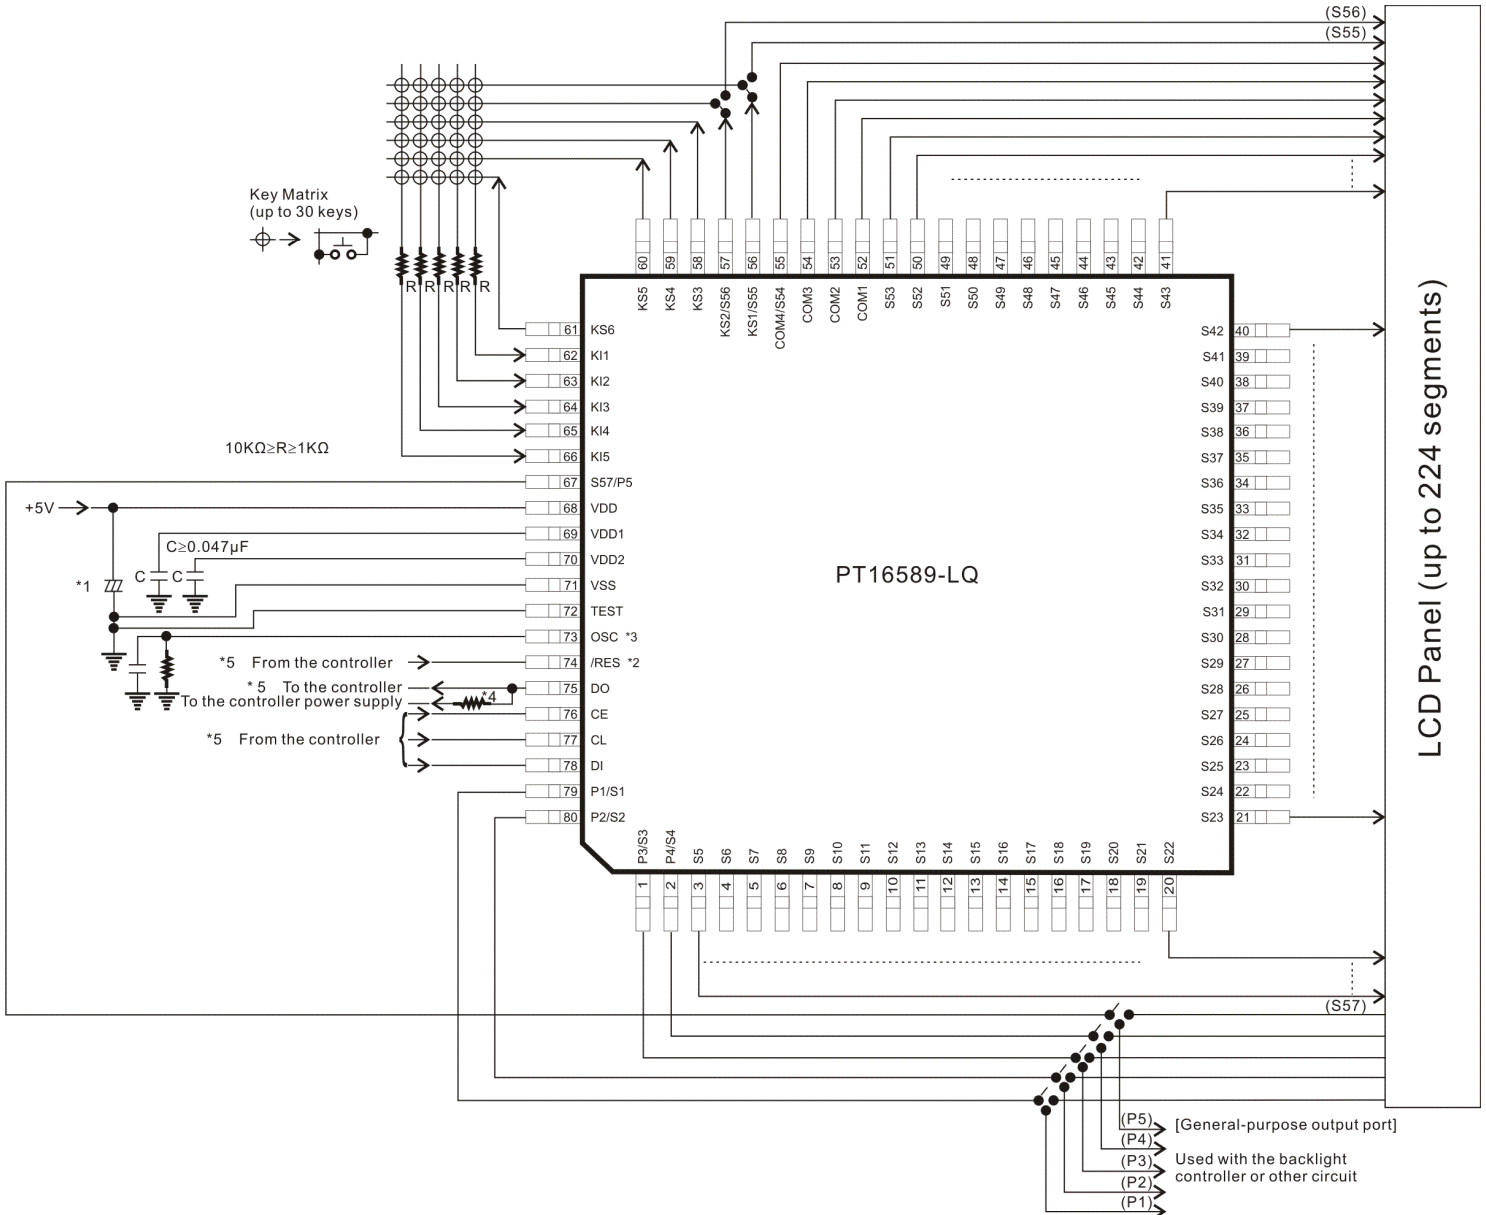 (S56)
(S55)
Key Matrix
(up to 30 keys)
R R R R R
60 59 58 57 56 55 54 53 52 51 50 49 48 47 46 45 44 43 42 41
KS5 KS4 KS3 KS2/S56 KS1/S55 COM4/S54 COM3 COM2 COM1 S53 S52 S51 S50 S49 S48 S47 S46 S45 S44 S43
61 KS6
62 KI1
63 KI2
64 KI3
65 KI4
66 KI5
10KΩ≥R≥1KΩ
67 S57/P5
+5V
68 VDD
69 VDD1
C≥0.047µF
70 VDD2
C C
*1
71 VSS
72 TEST
73 OSC *3
*5 From the controller
74 /RES *2
*5 To the controller
75 DO
To the controller power supply
*4
76 CE
*5 From the controller
77 CL
78 DI
79 P1/S1
80 P2/S2
PT16589-LQ
S42 40
S41 39
S40 38
S39 37
S38 36
S37 35
S36 34
S35 33
S34 32
S33 31
S32 30
S31 29
S30 28
S29 27
S28 26
S27 25
S26 24
S25 23
S24 22
S23 21
LCD Panel (up to 224 segments)
P3/S3 P4/S4 S5 S6 S7 S8 S9 S10 S11 S12 S13 S14 S15 S16 S17 S18 S19 S20 S21 S22
1 2 3 4 5 6 7 8 9 10 11 12 13 14 15 16 17 18 19 20
(S57)
(P5)
[General-purpose output port]
(P4)
(P3)
Used with the backlight
controller or other circuit
(P2)
(P1)